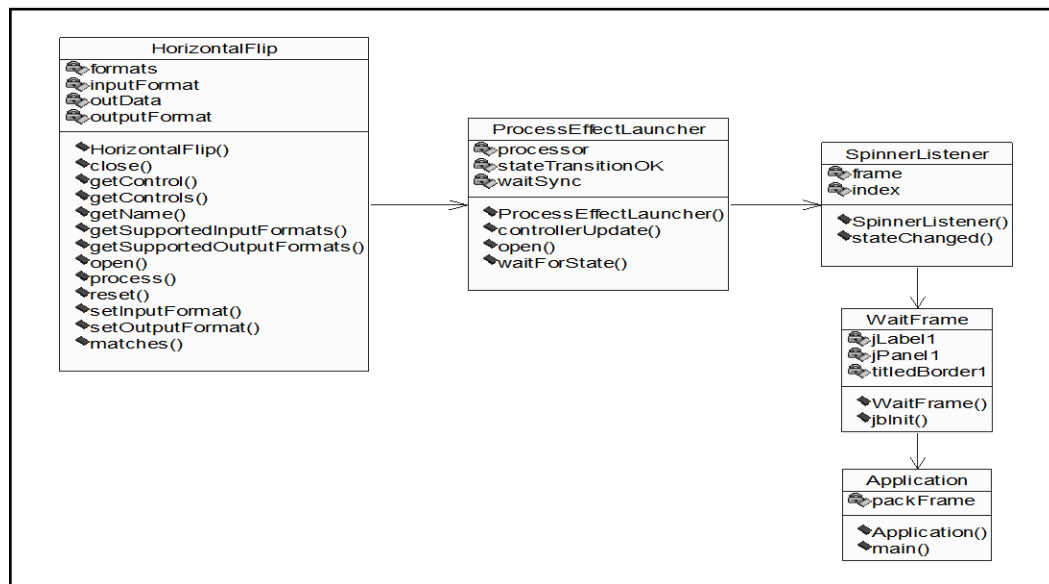 HorizontalFlip
formats
inputFormat
outData
outputFormat
HorizontalFlip()
close()
getControl()
getControls()
getName()
getSupportedInputFormats()
getSupportedOutputFormats()
open()
process()
reset()
setInputFormat()
setOutputFormat()
matches()
ProcessEffectLauncher
processor
stateTransitionOK
waitSync
ProcessEffectLauncher()
controllerUpdate()
open()
waitForState()
SpinnerListener
frame
index
SpinnerListener()
stateChanged()
WaitFrame
jLabel1
jPanel1
titledBorder1
WaitFrame()
jbInit()
Application
packFrame
Application()
main()